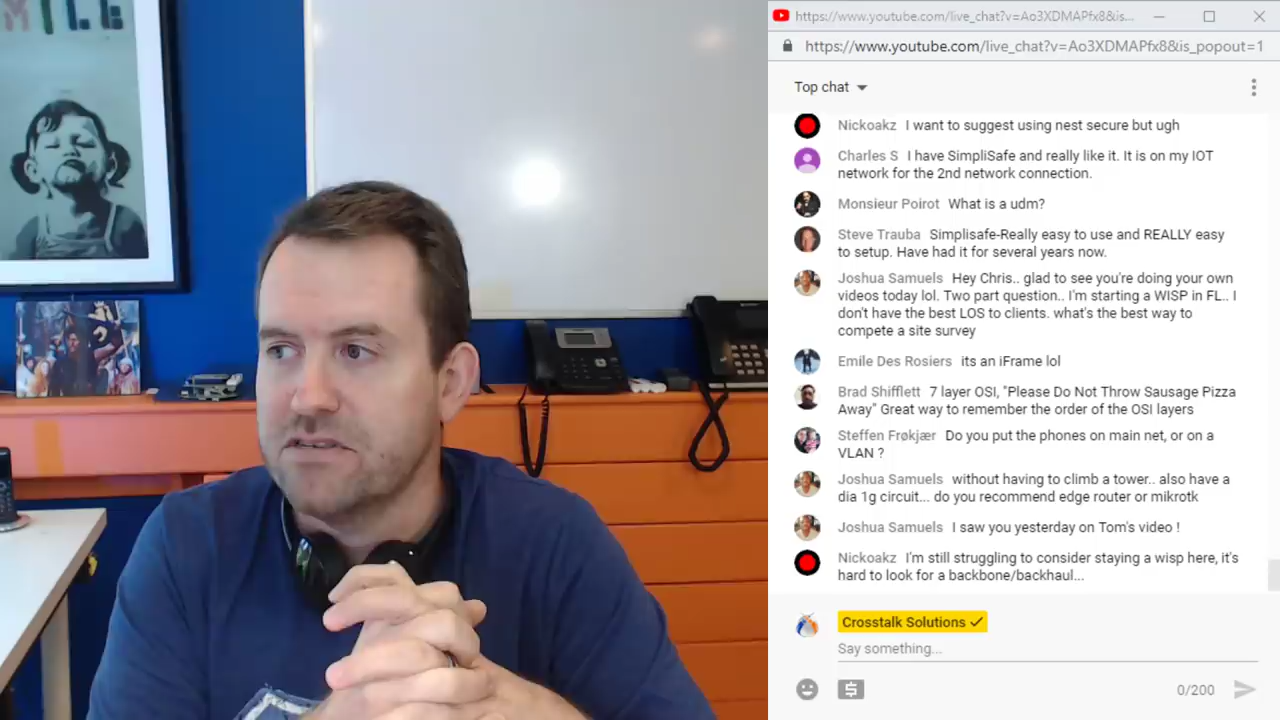 https://www.youtube.com/live_chat?v=Ao3XDMAPfx8&is...
https://www.youtube.com/live_chat?v=Ao3XDMAPfx8&is_popout=1
Top chat
Nickoakz I want to suggest using nest secure but ugh
Charles S I have SimpliSafe and really like it. It is on my IOT
network for the 2nd network connection.
Monsieur Poirot What is a udm?
Steve Trauba Simplisafe-Really easy to use and REALLY easy
to setup. Have had it for several years now.
Joshua Samuels Hey Chris.. glad to see you're doing your own
videos today lol. Two part question.. I'm starting a WISP in FL.. I
don't have the best LOS to clients. what's the best way to
compete a site survey
Emile Des Rosiers its an iFrame lol
Brad Shifflett 7 layer OSI, "Please Do Not Throw Sausage Pizza
Away" Great way to remember the order of the OSI layers
Steffen Frøkjær Do you put the phones on main net, or on a
VLAN ?
Joshua Samuels without having to climb a tower.. also have a
dia 1g circuit... do you recommend edge router or mikrotk
Joshua Samuels I saw you yesterday on Tom's video !
Nickoakz I'm still struggling to consider staying a wisp here, it's
hard to look for a backbone/backhaul...
Crosstalk Solutions
Say something...
0/200